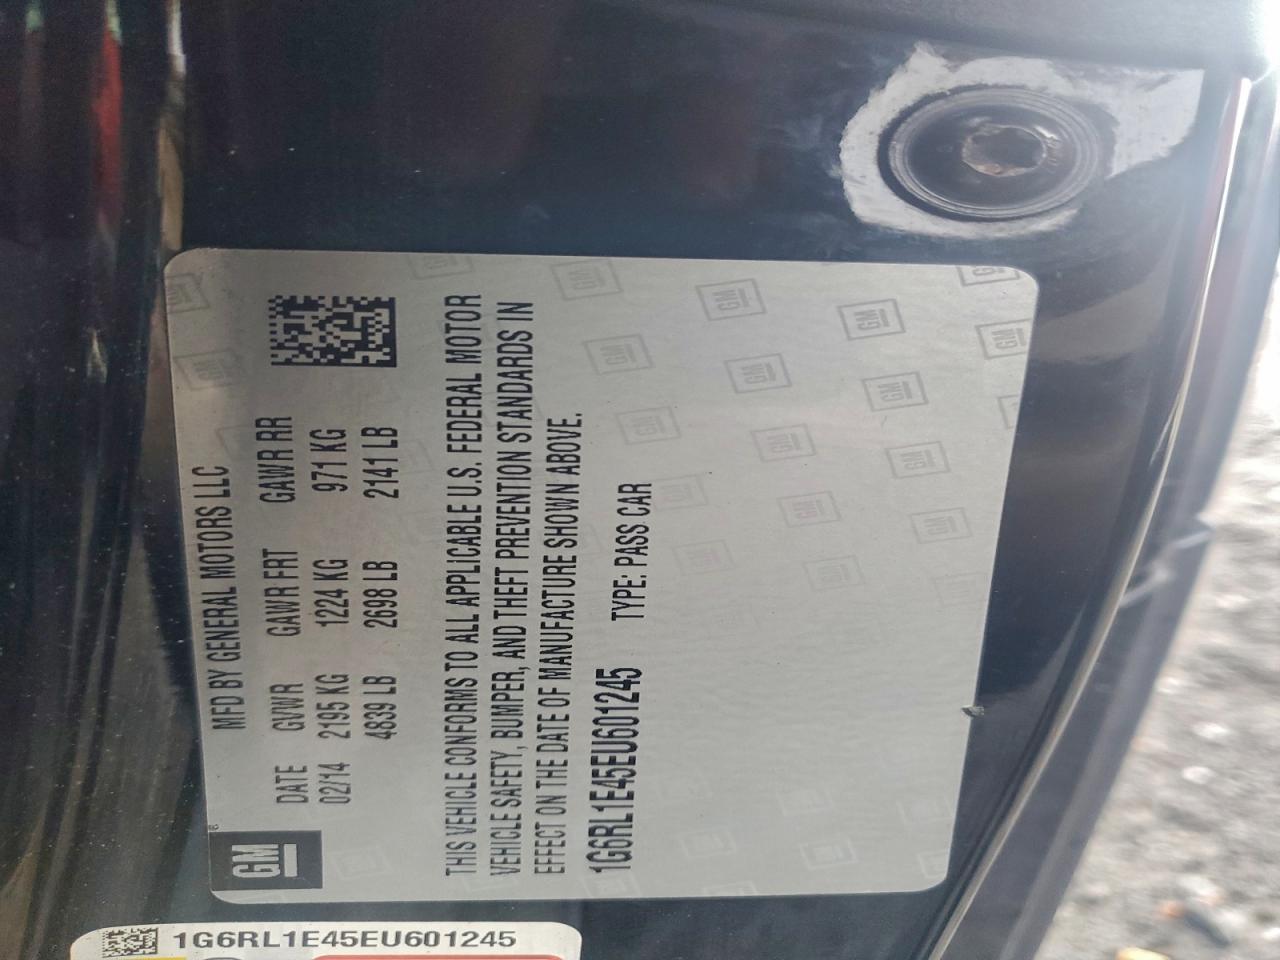 GM
MFD BY GENERAL MOTORS LLC
DATE GVWR GAWR FRT GAWR RR
02/14 2195 KG 1224 KG 971 KG
4839 LB 2698 LB 2141 LB
THIS VEHICLE CONFORMS TO ALL APPLICABLE U.S. FEDERAL MOTOR
VEHICLE SAFETY, BUMPER, AND THEFT PREVENTION STANDARDS IN
EFFECT ON THE DATE OF MANUFACTURE SHOWN ABOVE.
1G6RL1E45EU601245 TYPE: PASS CAR
1G6RL1E45EU601245